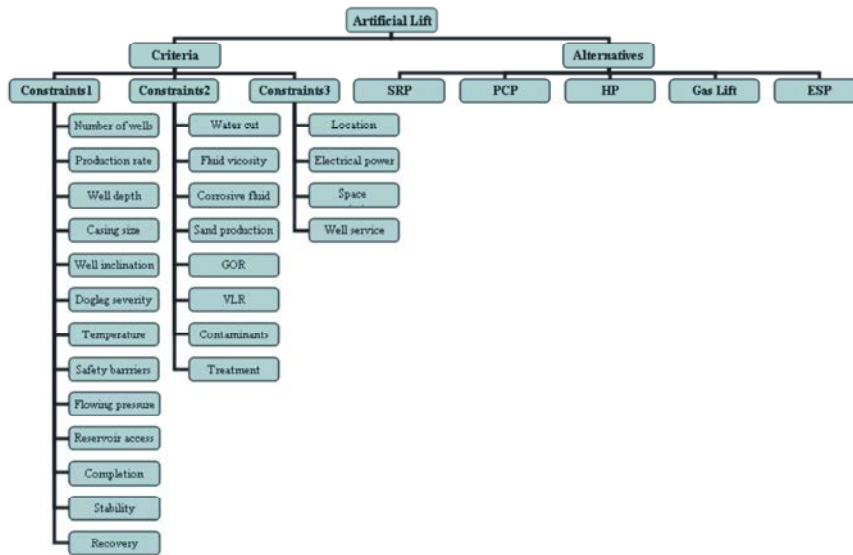 Artificial Lift
Criteria
Alternatives
Constraints1
Constraints2
Constraints3
SRP
PCP
HP
Gas Lift
ESP
Number of wells
Production rate
Well depth
Casing size
Well inclination
Dogleg severity
Temperature
Safety barrriers
Flowing pressure
Reservoir access
Completion
Stability
Recovery
Water cut
Fluid vicosity
Corrosive fluid
Sand production
GOR
VLR
Contaminants
Treatment
Location
Electrical power
Space
Well service